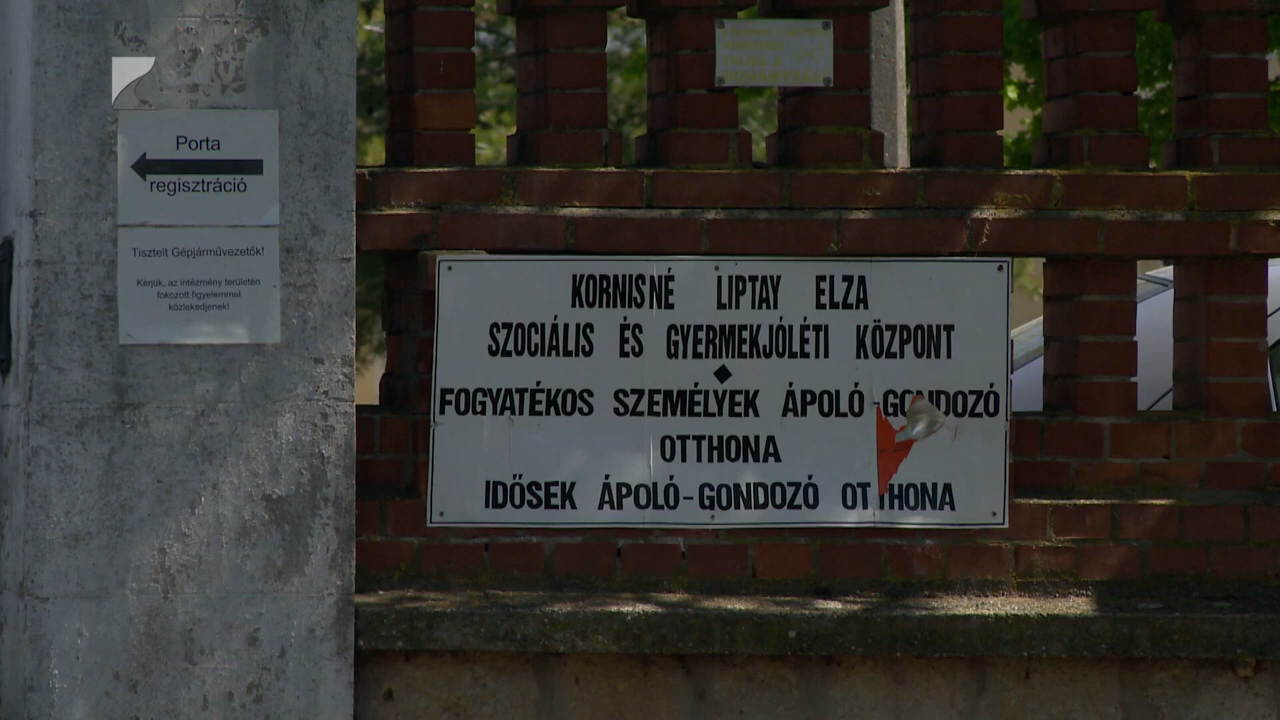 Porta
regisztráció
Tisztelt Gépjárművezetők!
Kérjük, az intézmény területén
fokozott figyelemmel
közlekedjenek!
KORNISNÉ LIPTAY ELZA
SZOCIÁLIS ÉS GYERMEKJÓLÉTI KÖZPONT
FOGYATÉKOS SZEMÉLYEK ÁPOLÓ-GONDOZÓ
OTTHONA
IDŐSEK ÁPOLÓ-GONDOZÓ OTTHONA